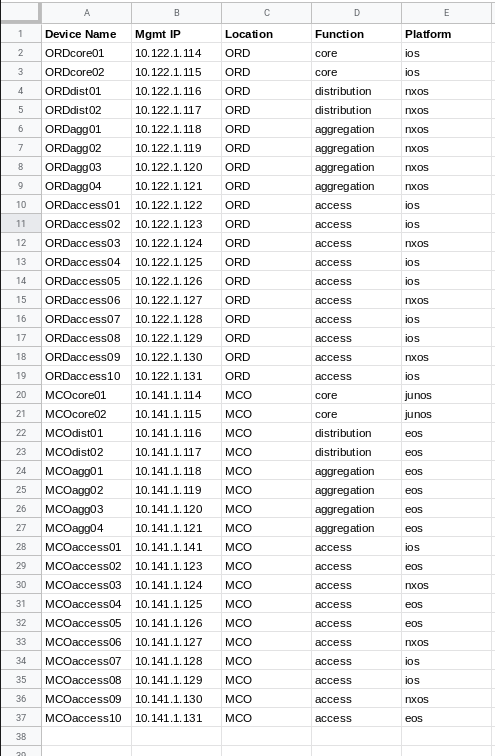 A B C D E
1 Device Name Mgmt IP Location Function Platform
2 ORDcore01 10.122.1.114 ORD core ios
3 ORDcore02 10.122.1.115 ORD core ios
4 ORDdist01 10.122.1.116 ORD distribution nxos
5 ORDdist02 10.122.1.117 ORD distribution nxos
6 ORDagg01 10.122.1.118 ORD aggregation nxos
7 ORDagg02 10.122.1.119 ORD aggregation nxos
8 ORDagg03 10.122.1.120 ORD aggregation nxos
9 ORDagg04 10.122.1.121 ORD aggregation nxos
10 ORDaccess01 10.122.1.122 ORD access ios
11 ORDaccess02 10.122.1.123 ORD access ios
12 ORDaccess03 10.122.1.124 ORD access nxos
13 ORDaccess04 10.122.1.125 ORD access ios
14 ORDaccess05 10.122.1.126 ORD access ios
15 ORDaccess06 10.122.1.127 ORD access nxos
16 ORDaccess07 10.122.1.128 ORD access ios
17 ORDaccess08 10.122.1.129 ORD access ios
18 ORDaccess09 10.122.1.130 ORD access nxos
19 ORDaccess10 10.122.1.131 ORD access ios
20 MCOcore01 10.141.1.114 MCO core junos
21 MCOcore02 10.141.1.115 MCO core junos
22 MCOdist01 10.141.1.116 MCO distribution eos
23 MCOdist02 10.141.1.117 MCO distribution eos
24 MCOagg01 10.141.1.118 MCO aggregation eos
25 MCOagg02 10.141.1.119 MCO aggregation eos
26 MCOagg03 10.141.1.120 MCO aggregation eos
27 MCOagg04 10.141.1.121 MCO aggregation eos
28 MCOaccess01 10.141.1.141 MCO access ios
29 MCOaccess02 10.141.1.123 MCO access eos
30 MCOaccess03 10.141.1.124 MCO access nxos
31 MCOaccess04 10.141.1.125 MCO access eos
32 MCOaccess05 10.141.1.126 MCO access eos
33 MCOaccess06 10.141.1.127 MCO access nxos
34 MCOaccess07 10.141.1.128 MCO access ios
35 MCOaccess08 10.141.1.129 MCO access ios
36 MCOaccess09 10.141.1.130 MCO access nxos
37 MCOaccess10 10.141.1.131 MCO access eos
38
39